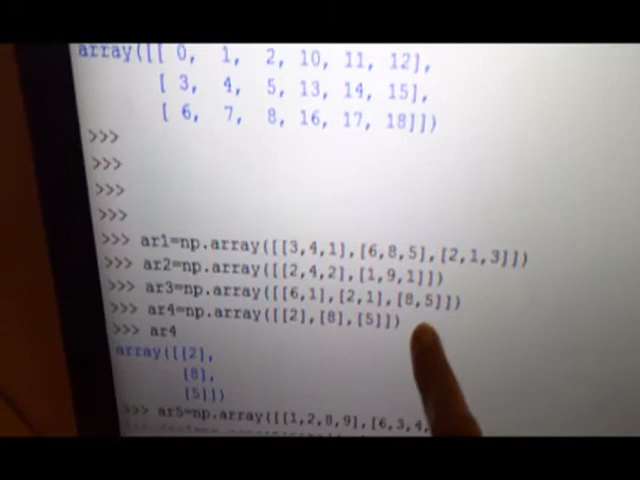 array([[ 0, 1, 2, 10, 11, 12],
[ 3, 4, 5, 13, 14, 15],
[ 6, 7, 8, 16, 17, 18]])
>>>
>>>
>>>
>>>
>>> ar1=np.array([[3,4,1],[6,8,5],[2,1,3]])
>>> ar2=np.array([[2,4,2],[1,9,1]])
>>> ar3=np.array([[6,1],[2,1],[8,5]])
>>> ar4=np.array([[2],[8],[5]])
>>> ar4
array([[2],
[8],
[5]])
>>> ar5=np.array([[1,2,8,9],[6,3,4,